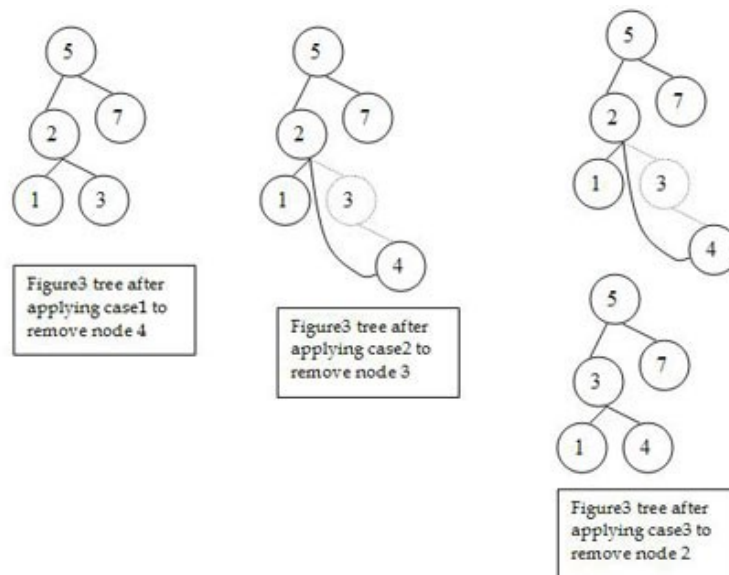 5
2
7
1
3
Figure3 tree after
applying case1 to
remove node 4
5
2
7
1
3
4
Figure3 tree after
applying case2 to
remove node 3
5
2
7
1
3
4
5
3
7
1
4
Figure3 tree after
applying case3 to
remove node 2